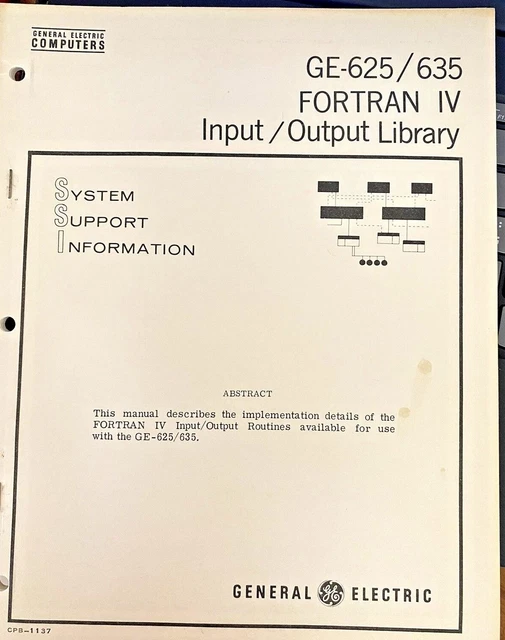 GENERAL ELECTRIC
COMPUTERS
GE-625/635
FORTRAN IV
Input/Output Library
SYSTEM
SUPPORT
INFORMATION
ABSTRACT
This manual describes the implementation details of the
FORTRAN IV Input/Output Routines available for use
with the GE-625/635.
GENERAL GE ELECTRIC
CPB-1137